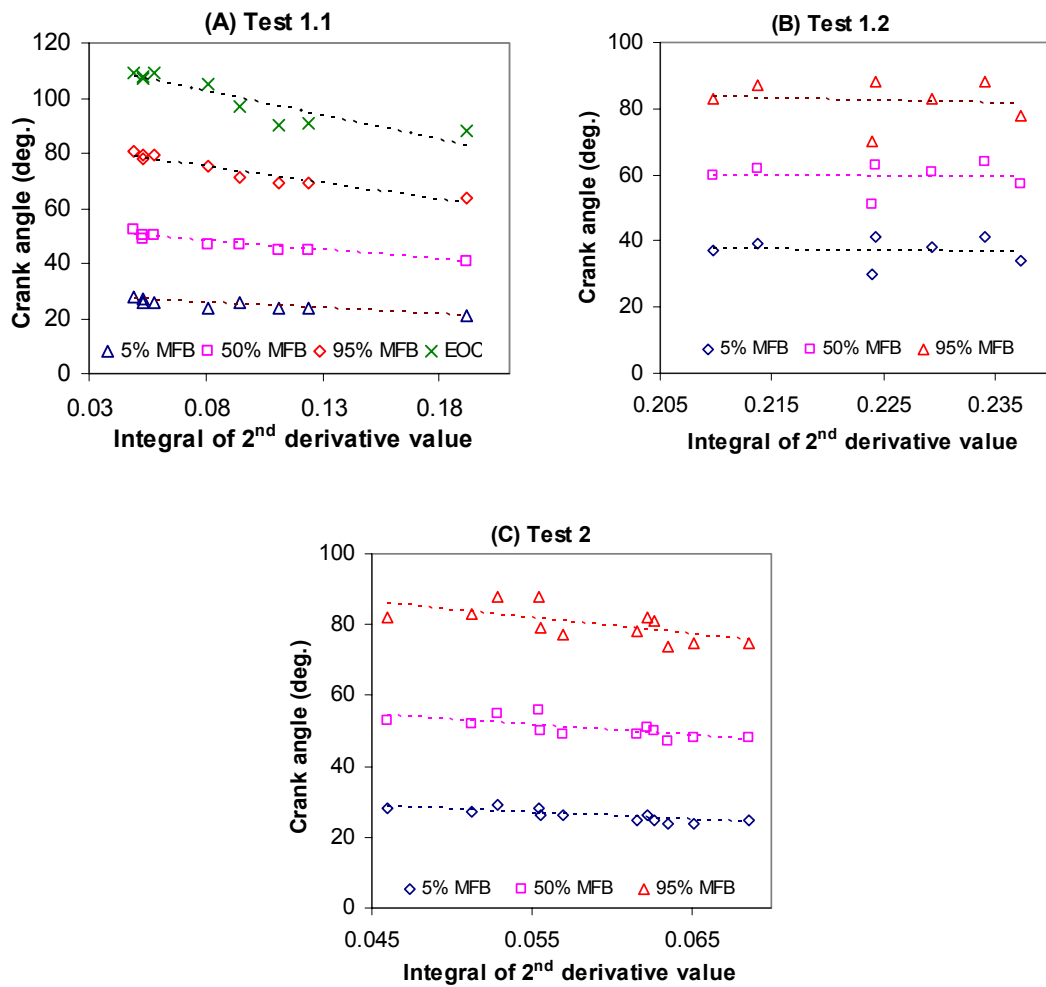 (A) Test 1.1
120
100
80
60
40
20
0
Crank angle (deg.)
5% MFB 50% MFB 95% MFB EOC
0.03 0.08 0.13 0.18
Integral of 2nd derivative value
(B) Test 1.2
100
80
60
40
20
0
Crank angle (deg.)
5% MFB 50% MFB 95% MFB
0.205 0.215 0.225 0.235
Integral of 2nd derivative value
(C) Test 2
100
80
60
40
20
0
Crank angle (deg.)
5% MFB 50% MFB 95% MFB
0.045 0.055 0.065
Integral of 2nd derivative value